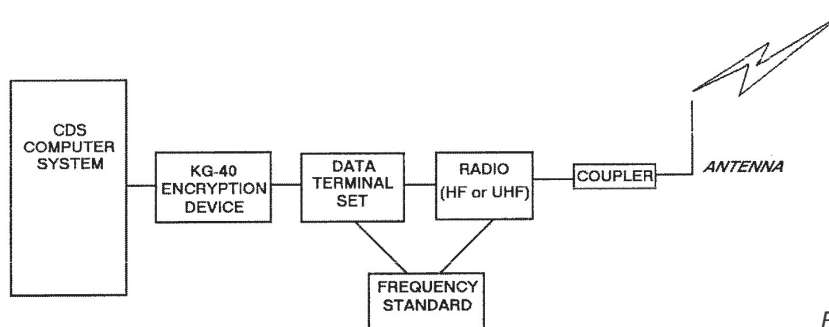 CDS
COMPUTER
SYSTEM
KG-40
ENCRYPTION
DEVICE
DATA
TERMINAL
SET
RADIO
(HF or UHF)
COUPLER
ANTENNA
FREQUENCY
STANDARD